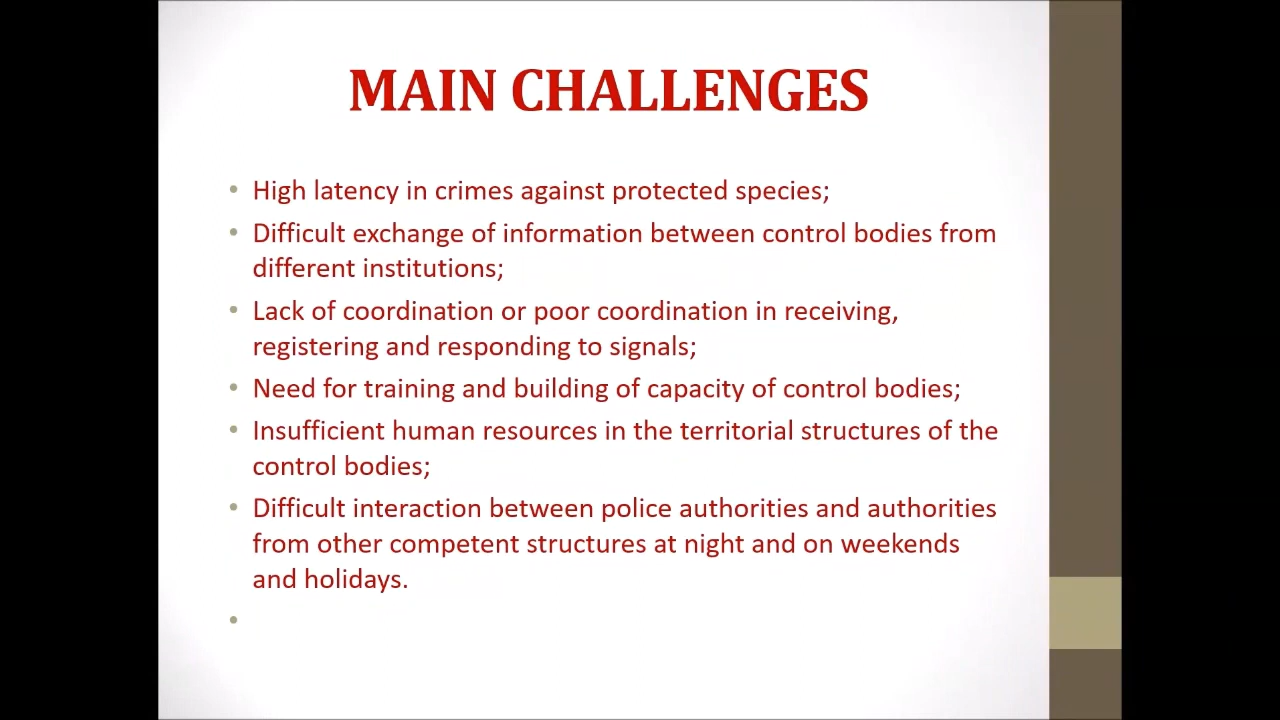 MAIN CHALLENGES
• High latency in crimes against protected species;
• Difficult exchange of information between control bodies from
different institutions;
• Lack of coordination or poor coordination in receiving,
registering and responding to signals;
• Need for training and building of capacity of control bodies;
• Insufficient human resources in the territorial structures of the
control bodies;
• Difficult interaction between police authorities and authorities
from other competent structures at night and on weekends
and holidays.
•